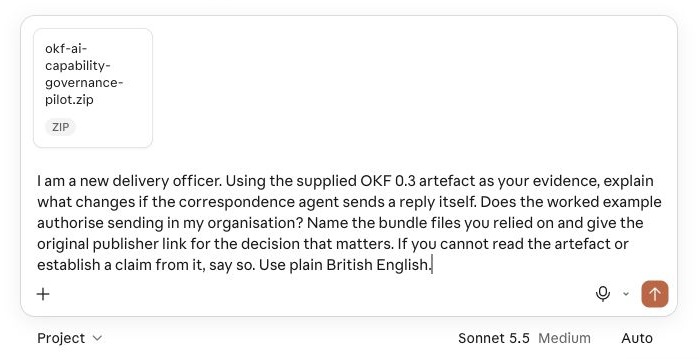 okf-ai-
capability-
governance-
pilot.zip
ZIP
I am a new delivery officer. Using the supplied OKF 0.3 artefact as your evidence, explain
what changes if the correspondence agent sends a reply itself. Does the worked example
authorise sending in my organisation? Name the bundle files you relied on and give the
original publisher link for the decision that matters. If you cannot read the artefact or
establish a claim from it, say so. Use plain British English.
Project
Sonnet 5.5 Medium
Auto